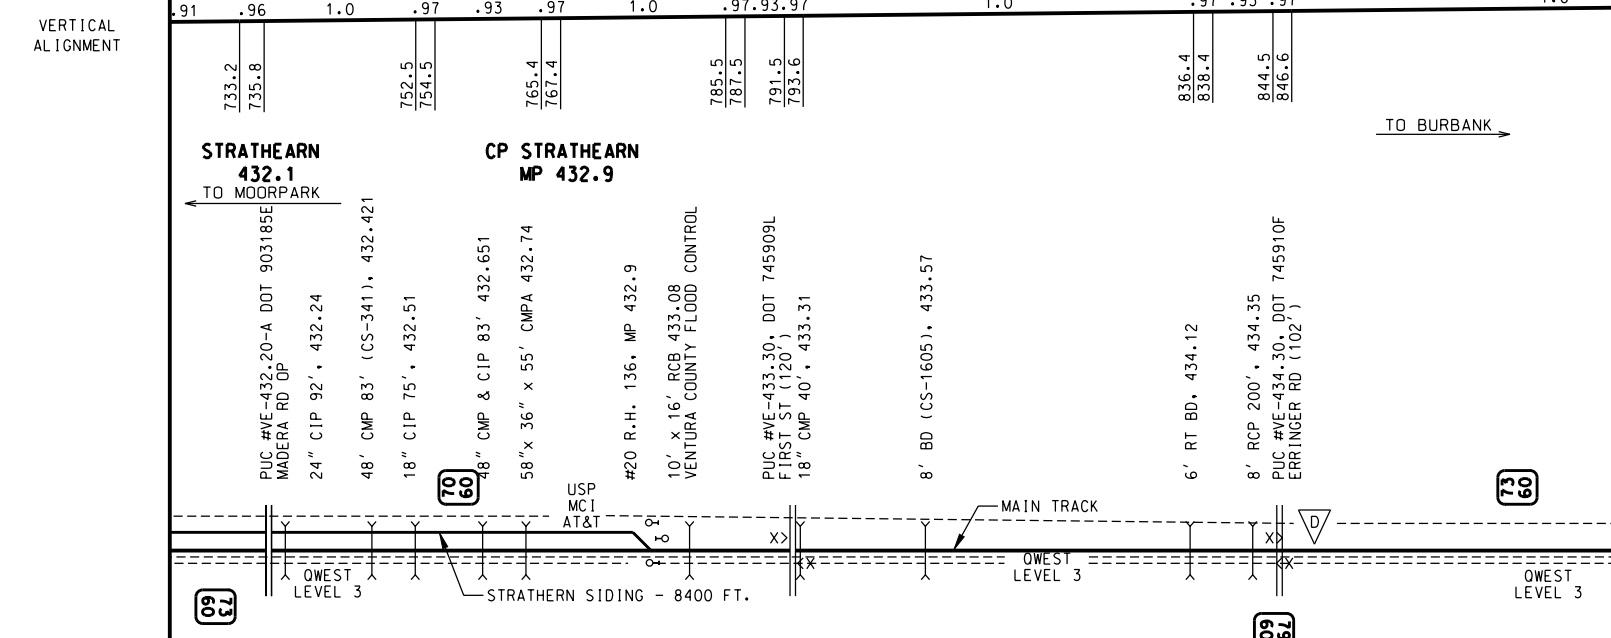 .91 .96 1.0 .97 .93 .97 1.0 .97 .93 .97 1.0 .97 .93 .97 1.0
VERTICAL
ALIGNMENT
733.2
735.8
752.5
754.5
765.4
767.4
785.5
787.5
791.5
793.6
836.4
838.4
844.5
846.6
TO BURBANK
STRATHEARN
432.1
TO MOORPARK
CP STRATHEARN
MP 432.9
PUC #VE-432.20-A DOT 903185E
MADERA RD OP
24" CIP 92', 432.24
48' CMP 83' (CS-341), 432.421
18" CIP 75', 432.51
48" CMP & CIP 83' 432.651
58"x 36" x 55' CMPA 432.74
#20 R.H. 136, MP 432.9
10' x 16' RCB 433.08
VENTURA COUNTY FLOOD CONTROL
PUC #VE-433.30, DOT 745909L
FIRST ST (120')
18" CMP 40', 433.31
8' BD (CS-1605), 433.57
6' RT BD, 434.12
8' RCP 200', 434.35
PUC #VE-434.30, DOT 745910F
ERRINGER RD (102')
70
60
USP
MCI
AT&T
MAIN TRACK
73
60
D
X
X
X
X
QWEST
LEVEL 3
QWEST
LEVEL 3
QWEST
LEVEL 3
STRATHERN SIDING - 8400 FT.
73
60
79
60